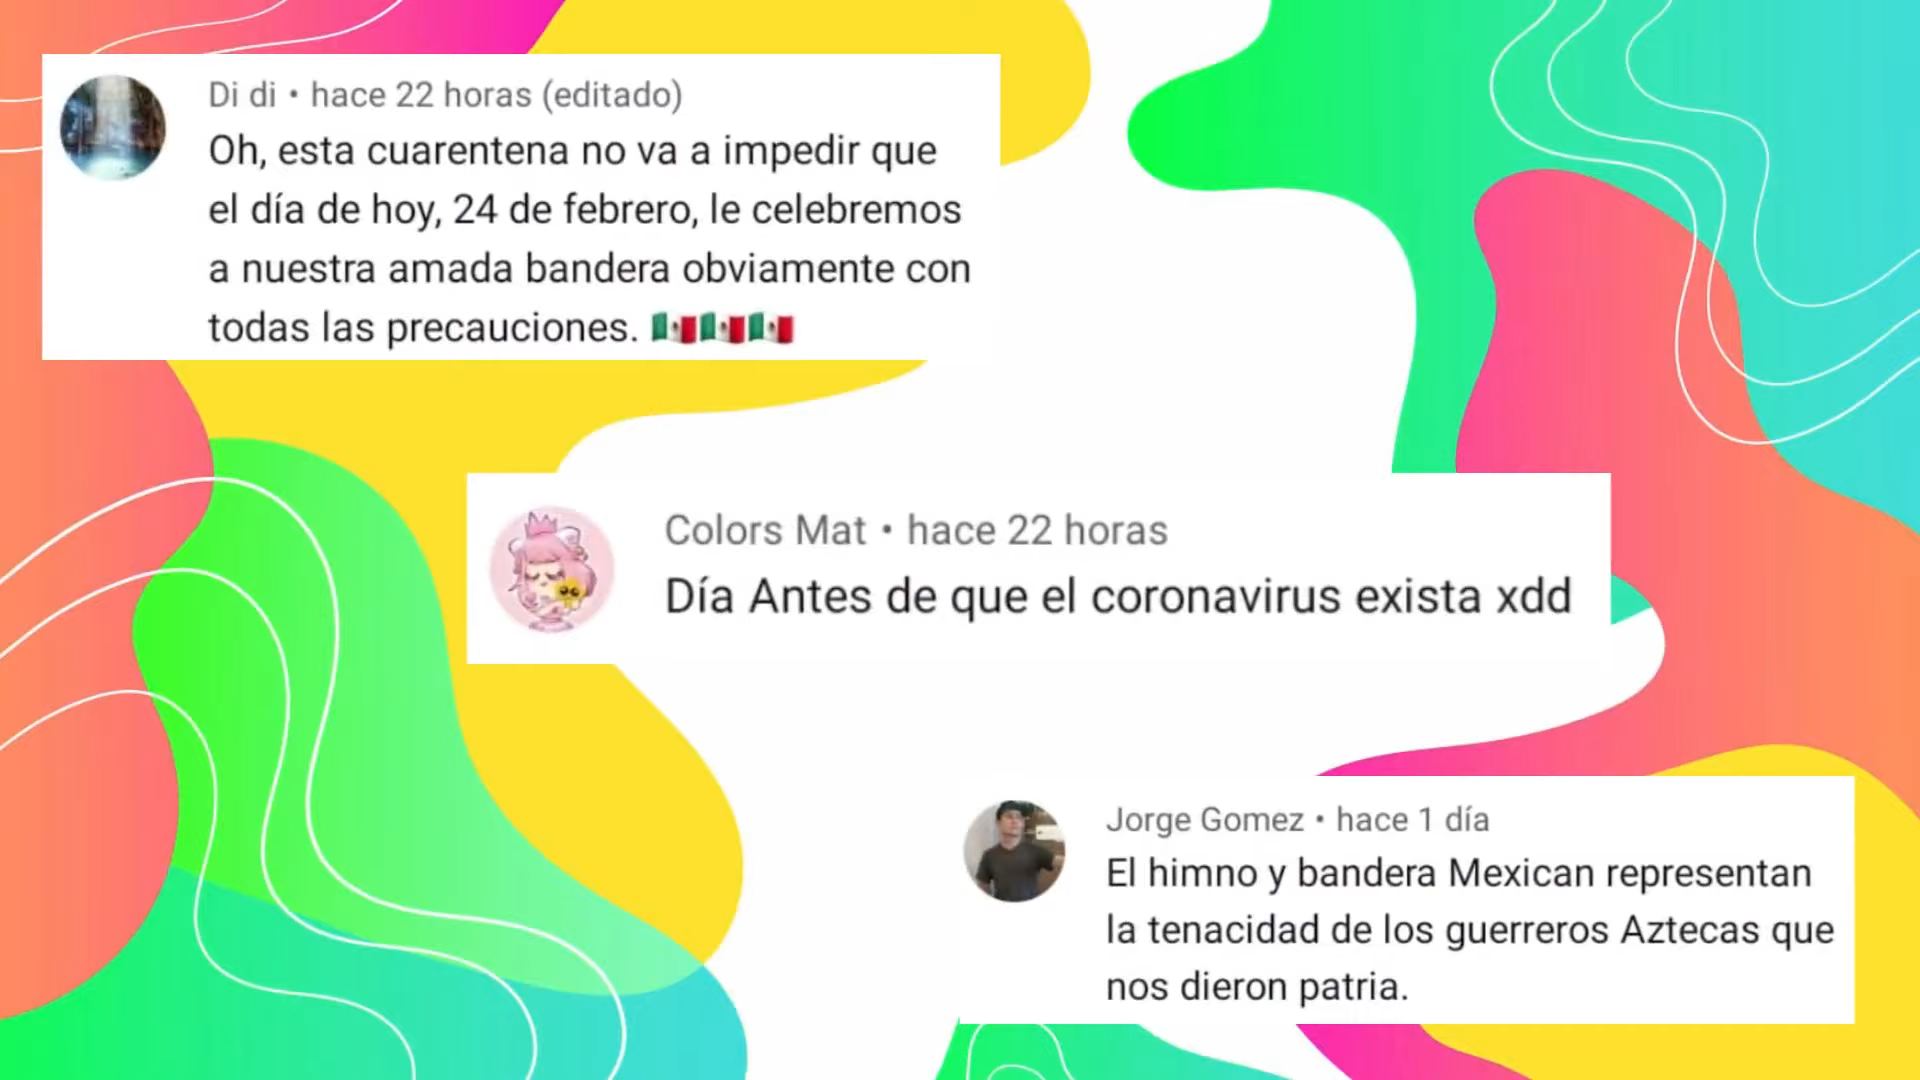 Di di • hace 22 horas (editado)
Oh, esta cuarentena no va a impedir que
el día de hoy, 24 de febrero, le celebremos
a nuestra amada bandera obviamente con
todas las precauciones. 🇲🇽🇲🇽🇲🇽
Colors Mat • hace 22 horas
Día Antes de que el coronavirus exista xdd
Jorge Gomez • hace 1 día
El himno y bandera Mexican representan
la tenacidad de los guerreros Aztecas que
nos dieron patria.